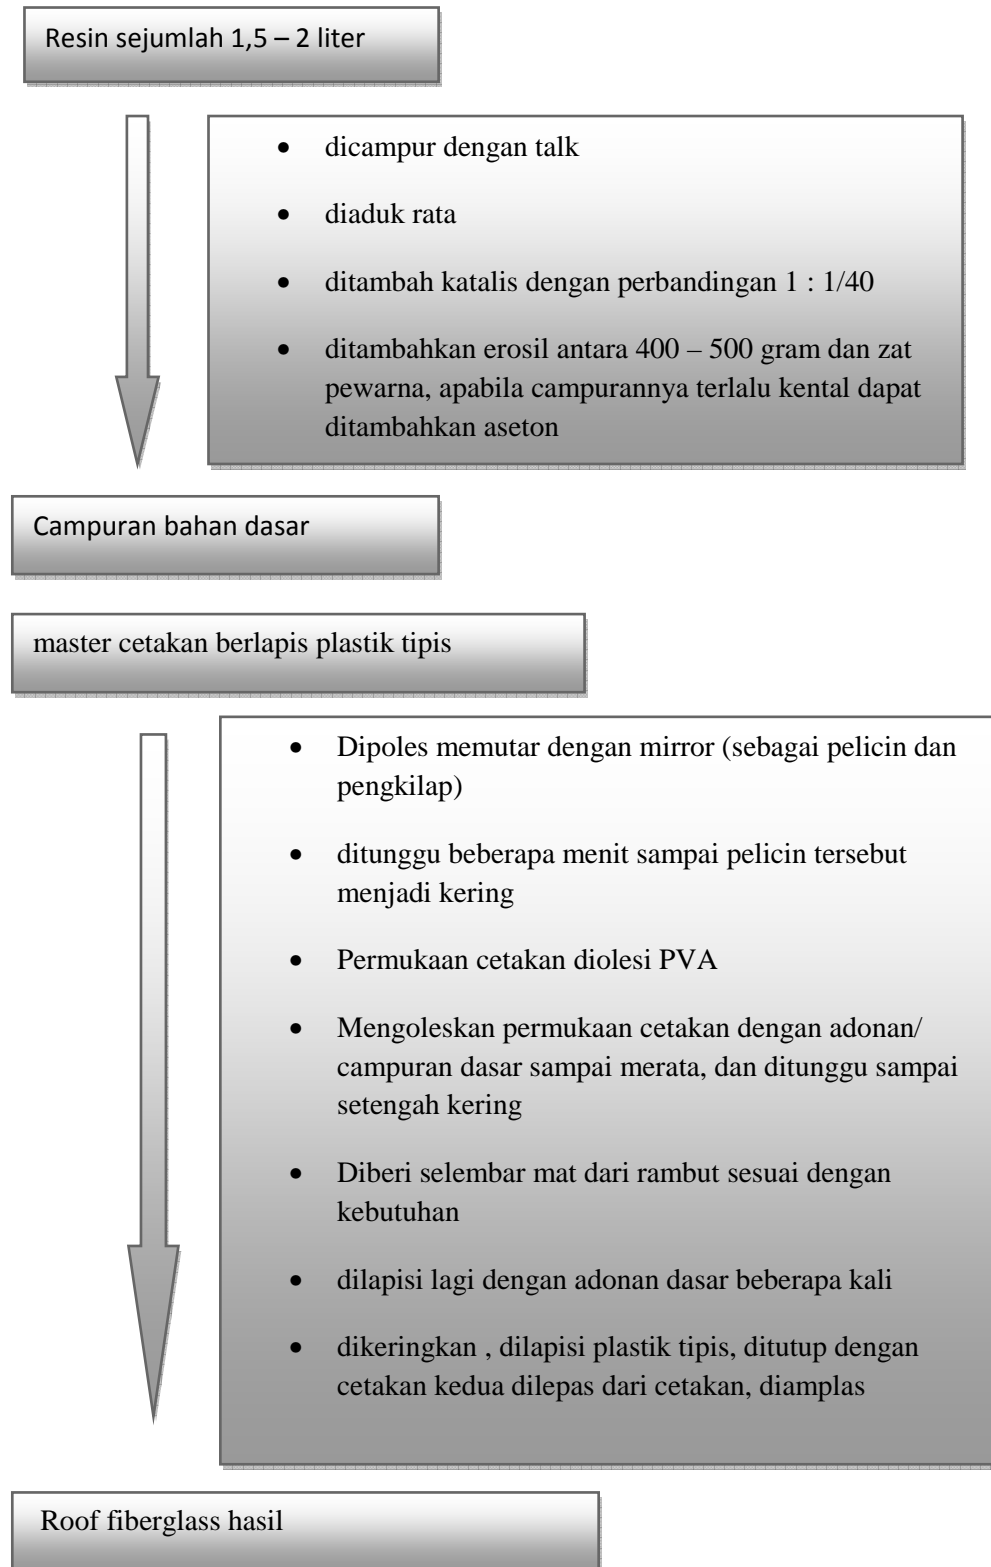 Resin sejumlah 1,5 – 2 liter
• dicampur dengan talk
• diaduk rata
• ditambah katalis dengan perbandingan 1 : 1/40
• ditambahkan erosil antara 400 – 500 gram dan zat
pewarna, apabila campurannya terlalu kental dapat
ditambahkan aseton
Campuran bahan dasar
master cetakan berlapis plastik tipis
• Dipoles memutar dengan mirror (sebagai pelicin dan
pengkilap)
• ditunggu beberapa menit sampai pelicin tersebut
menjadi kering
• Permukaan cetakan diolesi PVA
• Mengoleskan permukaan cetakan dengan adonan/
campuran dasar sampai merata, dan ditunggu sampai
setengah kering
• Diberi selembar mat dari rambut sesuai dengan
kebutuhan
• dilapisi lagi dengan adonan dasar beberapa kali
• dikeringkan , dilapisi plastik tipis, ditutup dengan
cetakan kedua dilepas dari cetakan, diamplas
Roof fiberglass hasil